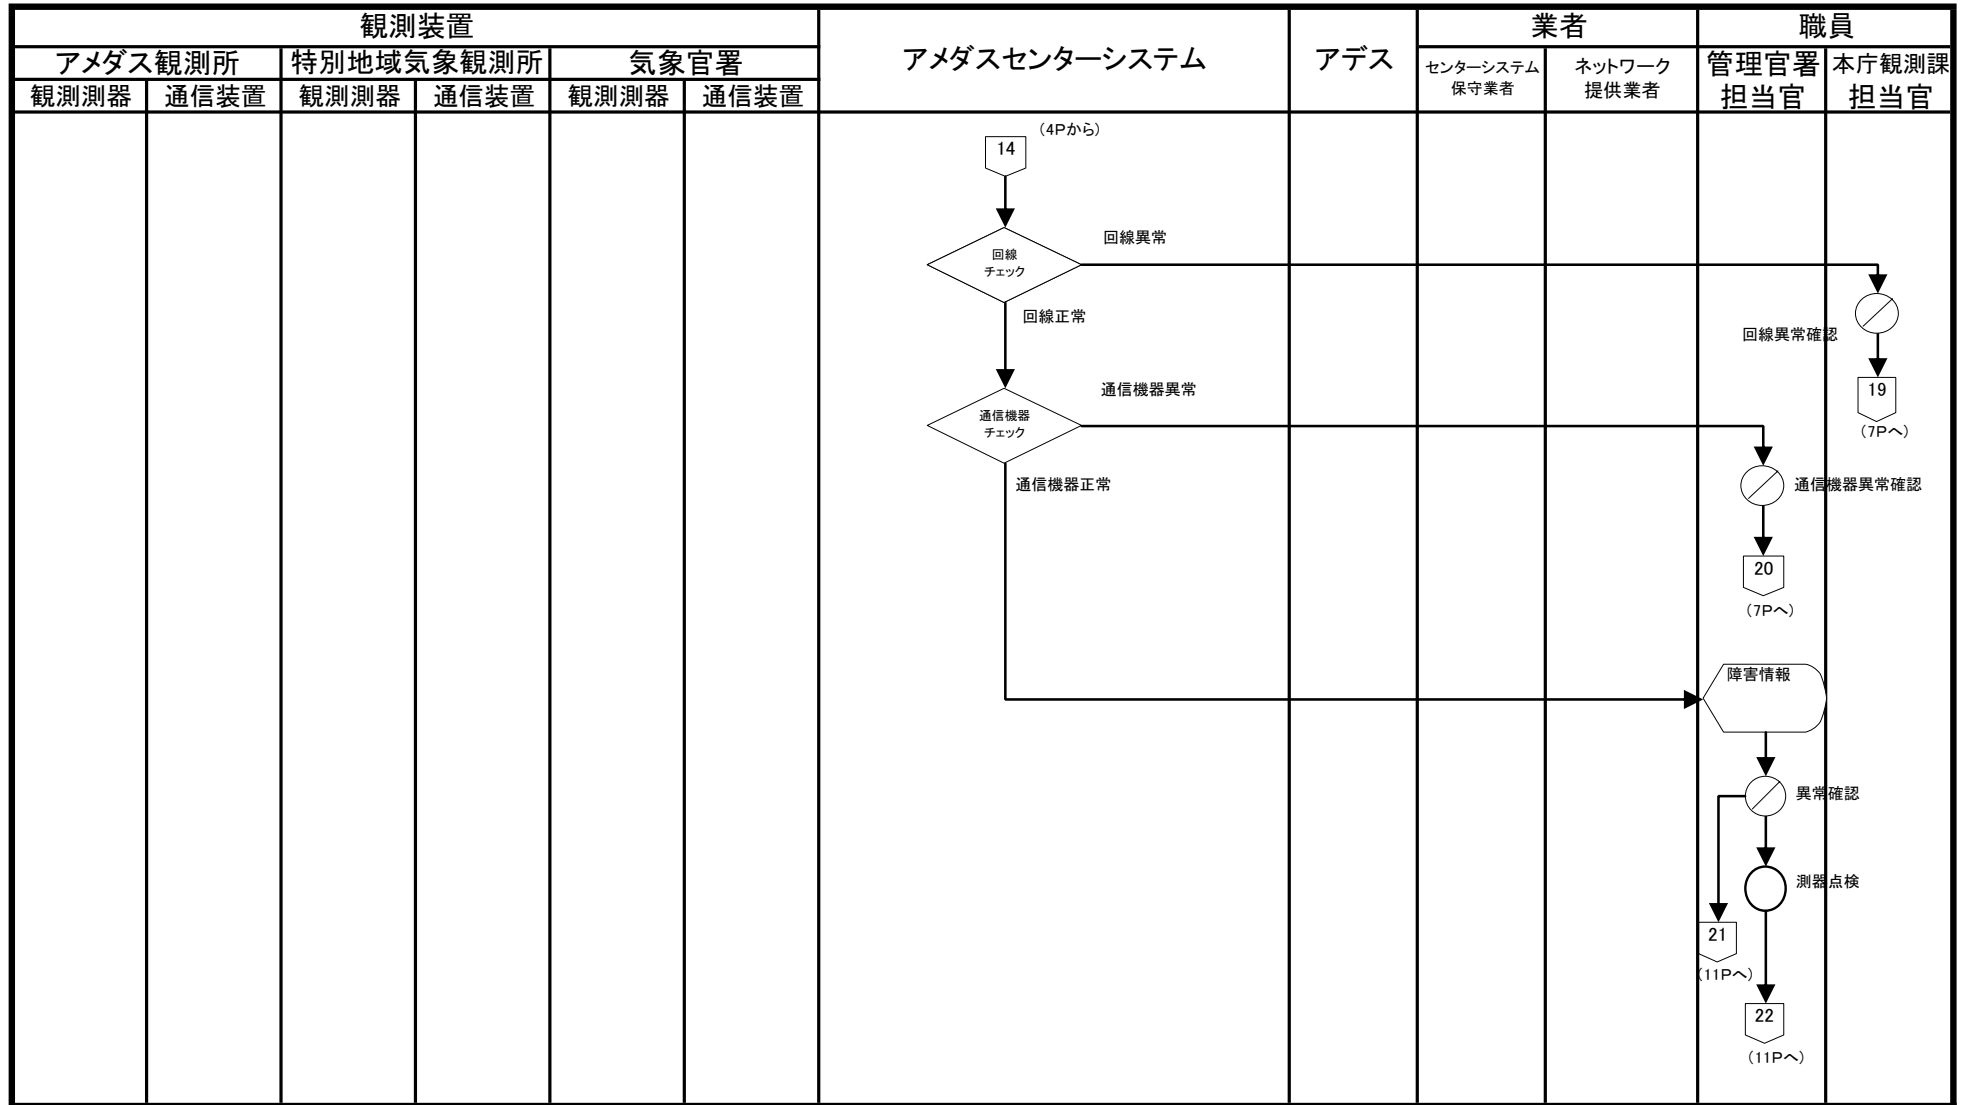 観測装置
アメダスセンターシステム
アデス
業者
職員
アメダス観測所
特別地域気象観測所
気象官署
センターシステム
保守業者
ネットワーク
提供業者
管理官署
担当官
本庁観測課
担当官
観測測器
通信装置
観測測器
通信装置
観測測器
通信装置
(4Pから)
14
回線
チェック
回線異常
回線正常
回線異常確認
19
(7Pへ)
通信機器
チェック
通信機器異常
通信機器正常
通信機器異常確認
20
(7Pへ)
障害情報
異常確認
測器点検
21
(11Pへ)
22
(11Pへ)